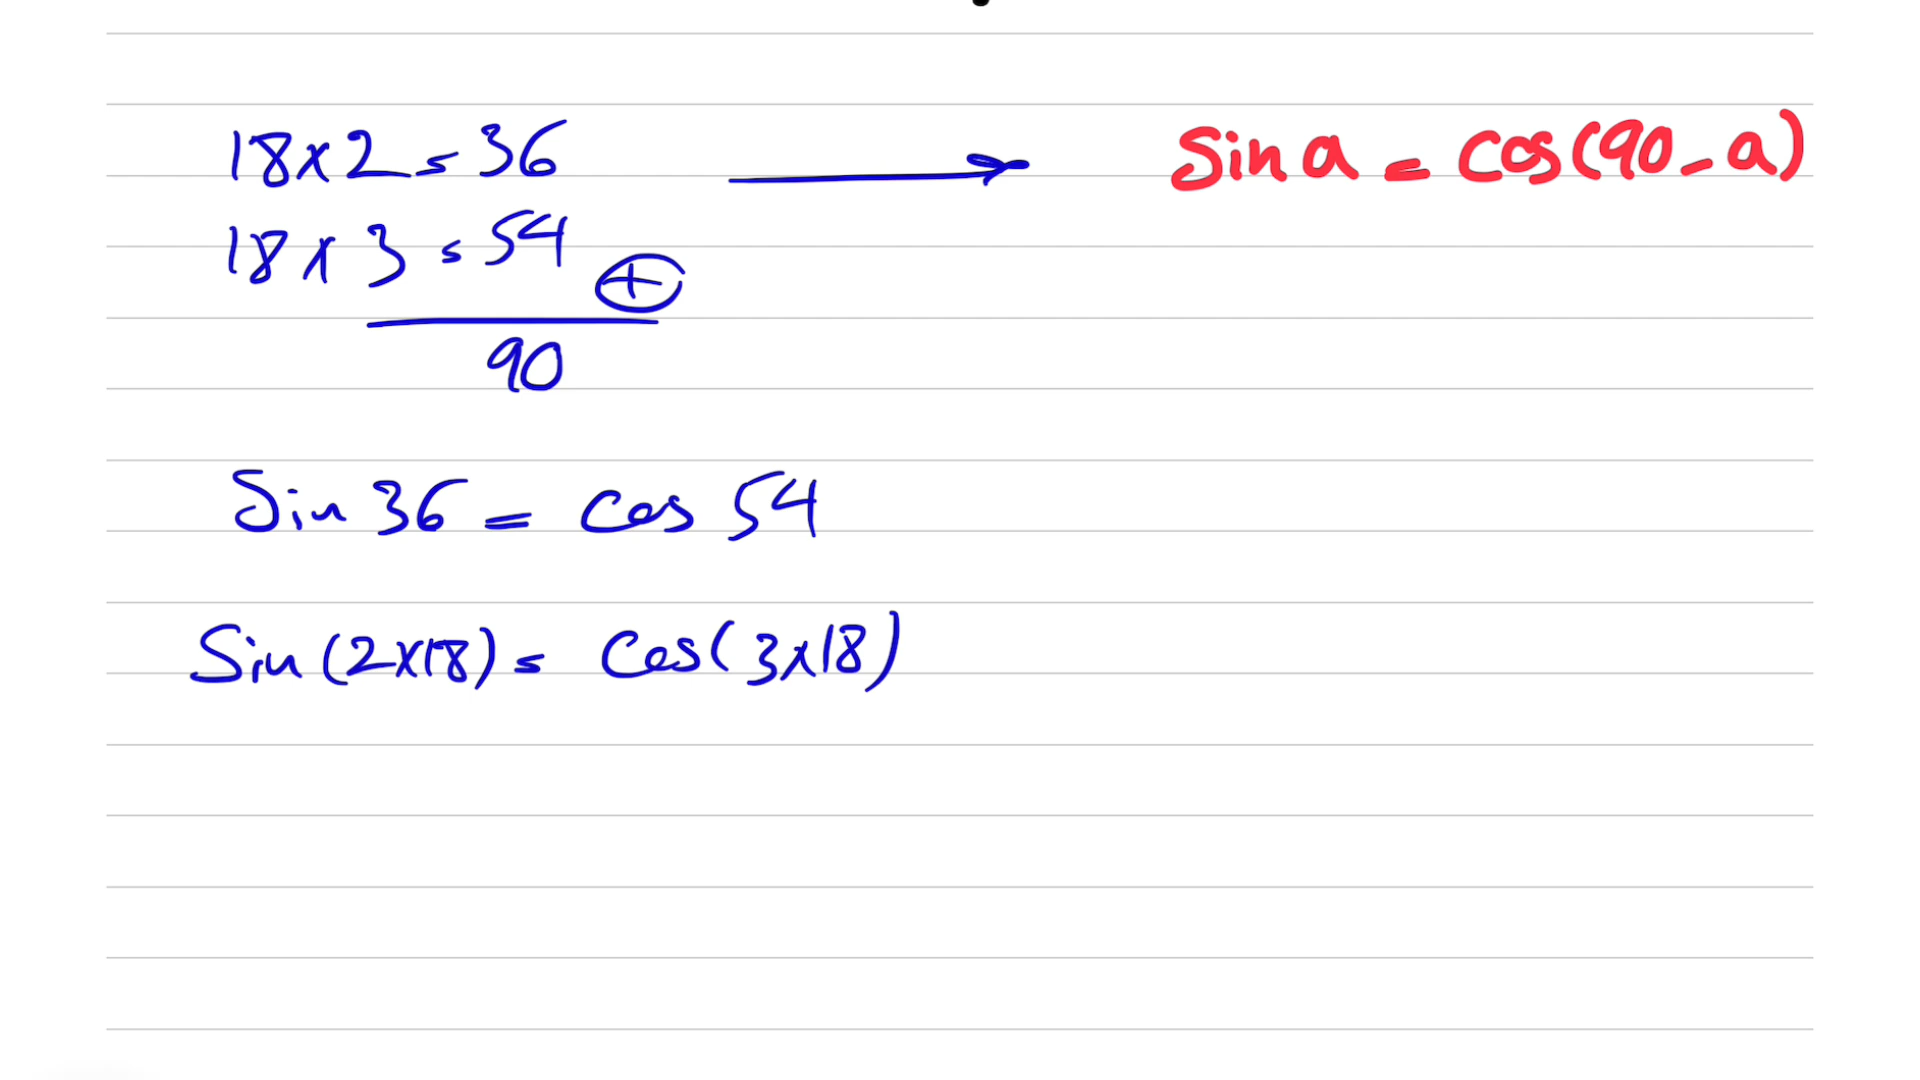 18x2=36 → Sin a = cos(90-a)
18x3=54 +
90
Sin 36 = cos 54
Sin (2x18) = Cos(3x18)